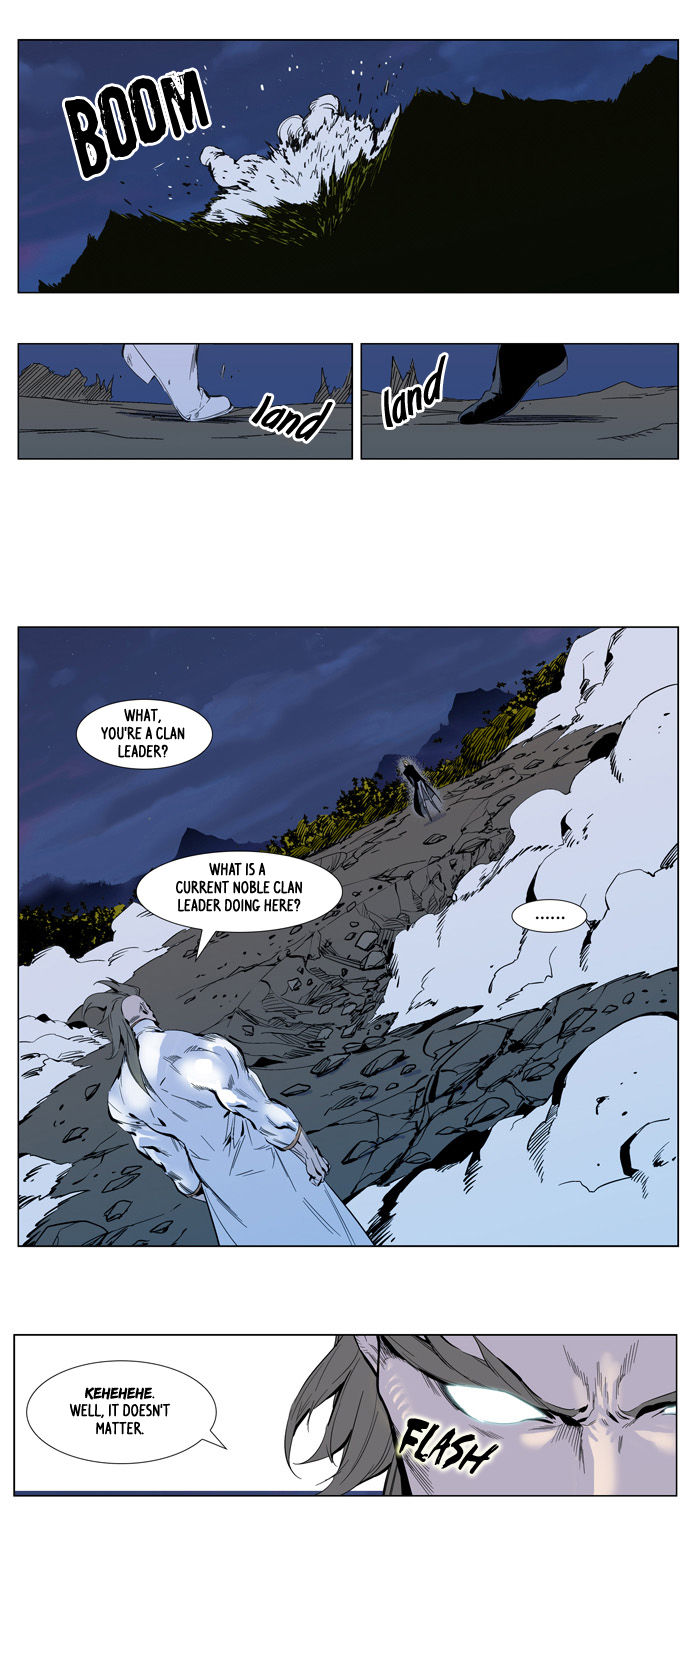 BOOM
land
land
WHAT,
YOU'RE A CLAN
LEADER?
WHAT IS A
CURRENT NOBLE CLAN
LEADER DOING HERE?
......
KEHEHEHE.
WELL, IT DOESN'T
MATTER.
FLASH